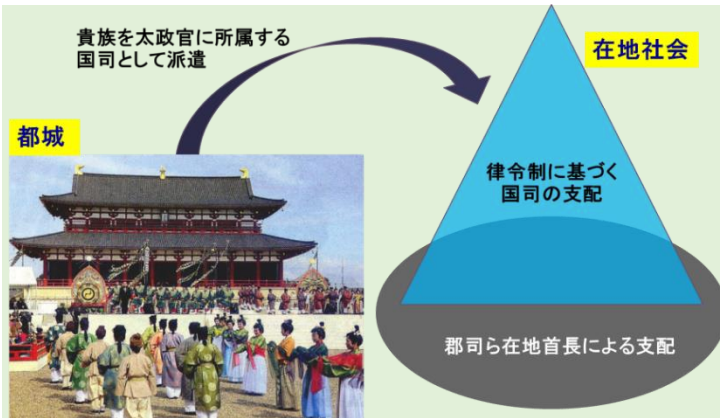 貴族を太政官に所属する
国司として派遣
在地社会
都城
律令制に基づく
国司の支配
郡司ら在地首長による支配